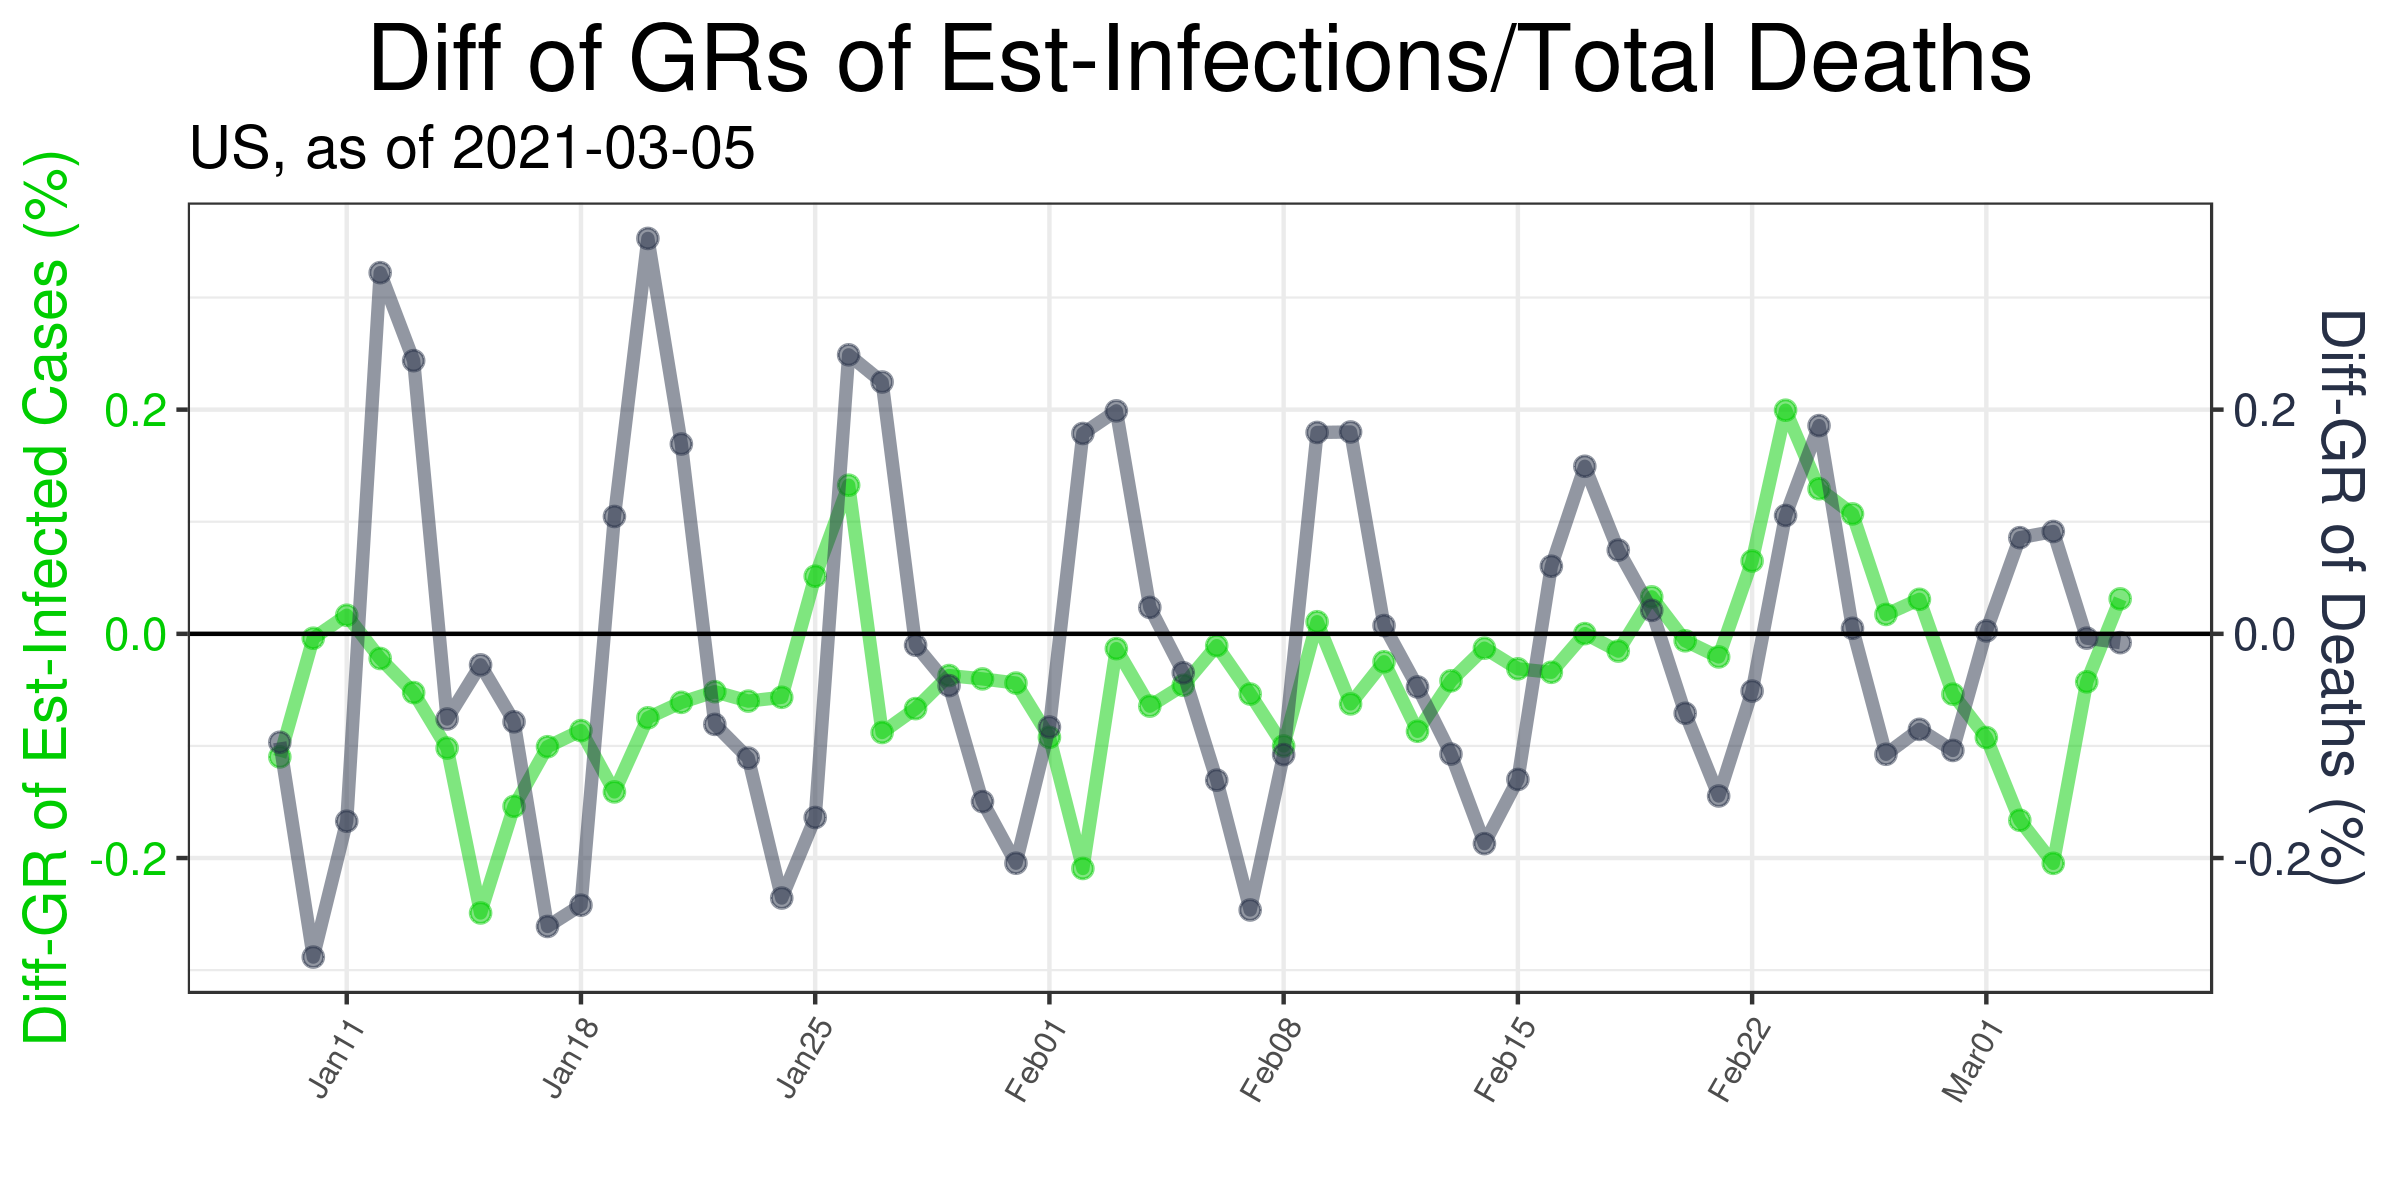 Diff of GRs of Est-Infections/Total Deaths
US, as of 2021-03-05
Diff-GR of Est-Infected Cases (%)
0.2
0.0
-0.2
0.2
0.0
-0.2
Diff-GR of Deaths (%)
Jan11
Jan18
Jan25
Feb01
Feb08
Feb15
Feb22
Mar01